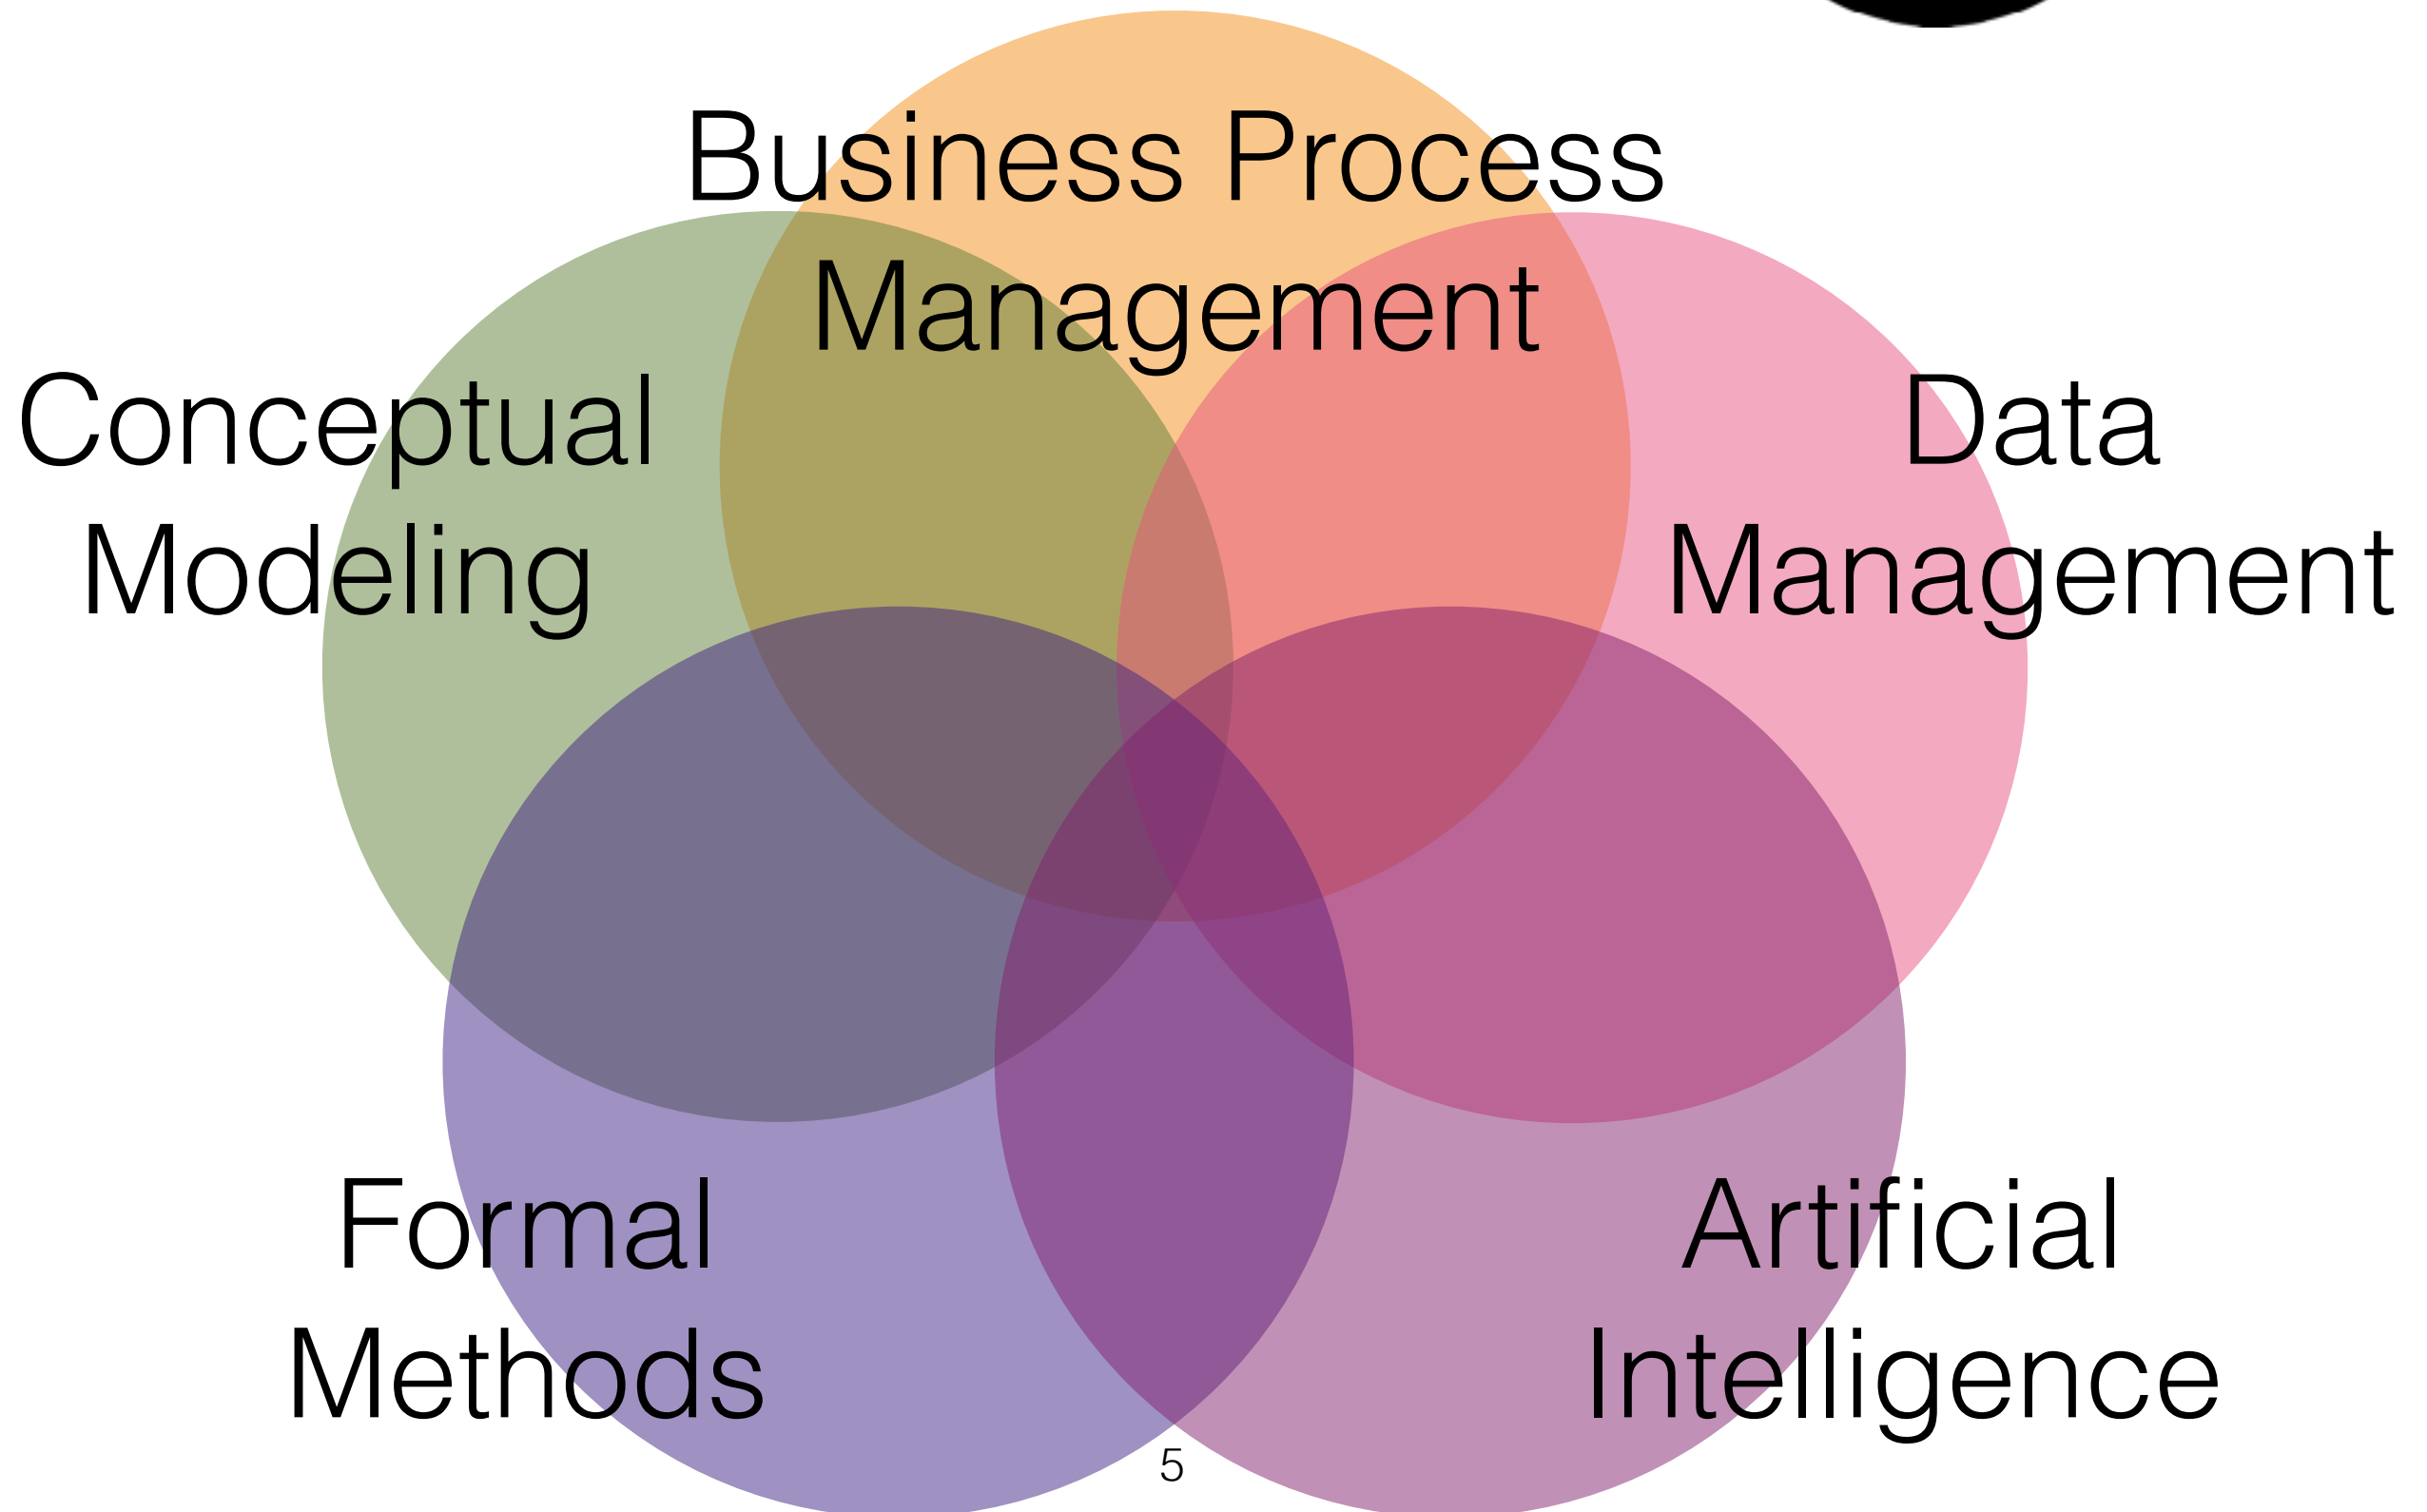 Business Process
Management
Conceptual
Modeling
Data
Management
Formal
Methods
Artificial
Intelligence
5